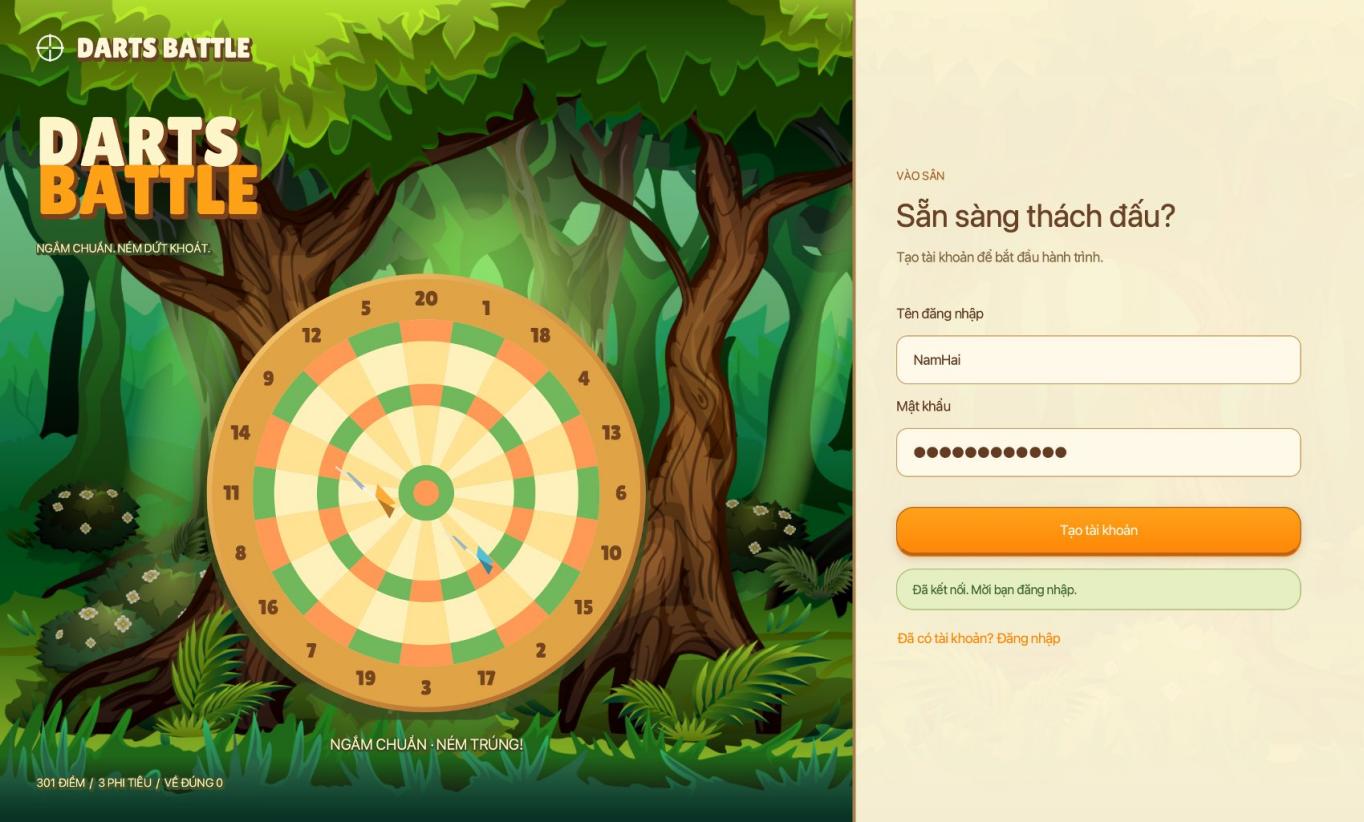 DARTS BATTLE
DARTS
BATTLE
NGẮM CHUẨN. NÉM DỨT KHOÁT.
20
1
18
4
13
6
10
15
2
17
3
19
7
16
8
11
14
9
12
5
NGẮM CHUẨN · NÉM TRÚNG!
301 ĐIỂM / 3 PHI TIÊU / VỀ ĐÚNG 0
VÀO SÂN
Sẵn sàng thách đấu?
Tạo tài khoản để bắt đầu hành trình.
Tên đăng nhập
NamHai
Mật khẩu
●●●●●●●●●●●●●
Tạo tài khoản
Đã kết nối. Mời bạn đăng nhập.
Đã có tài khoản? Đăng nhập